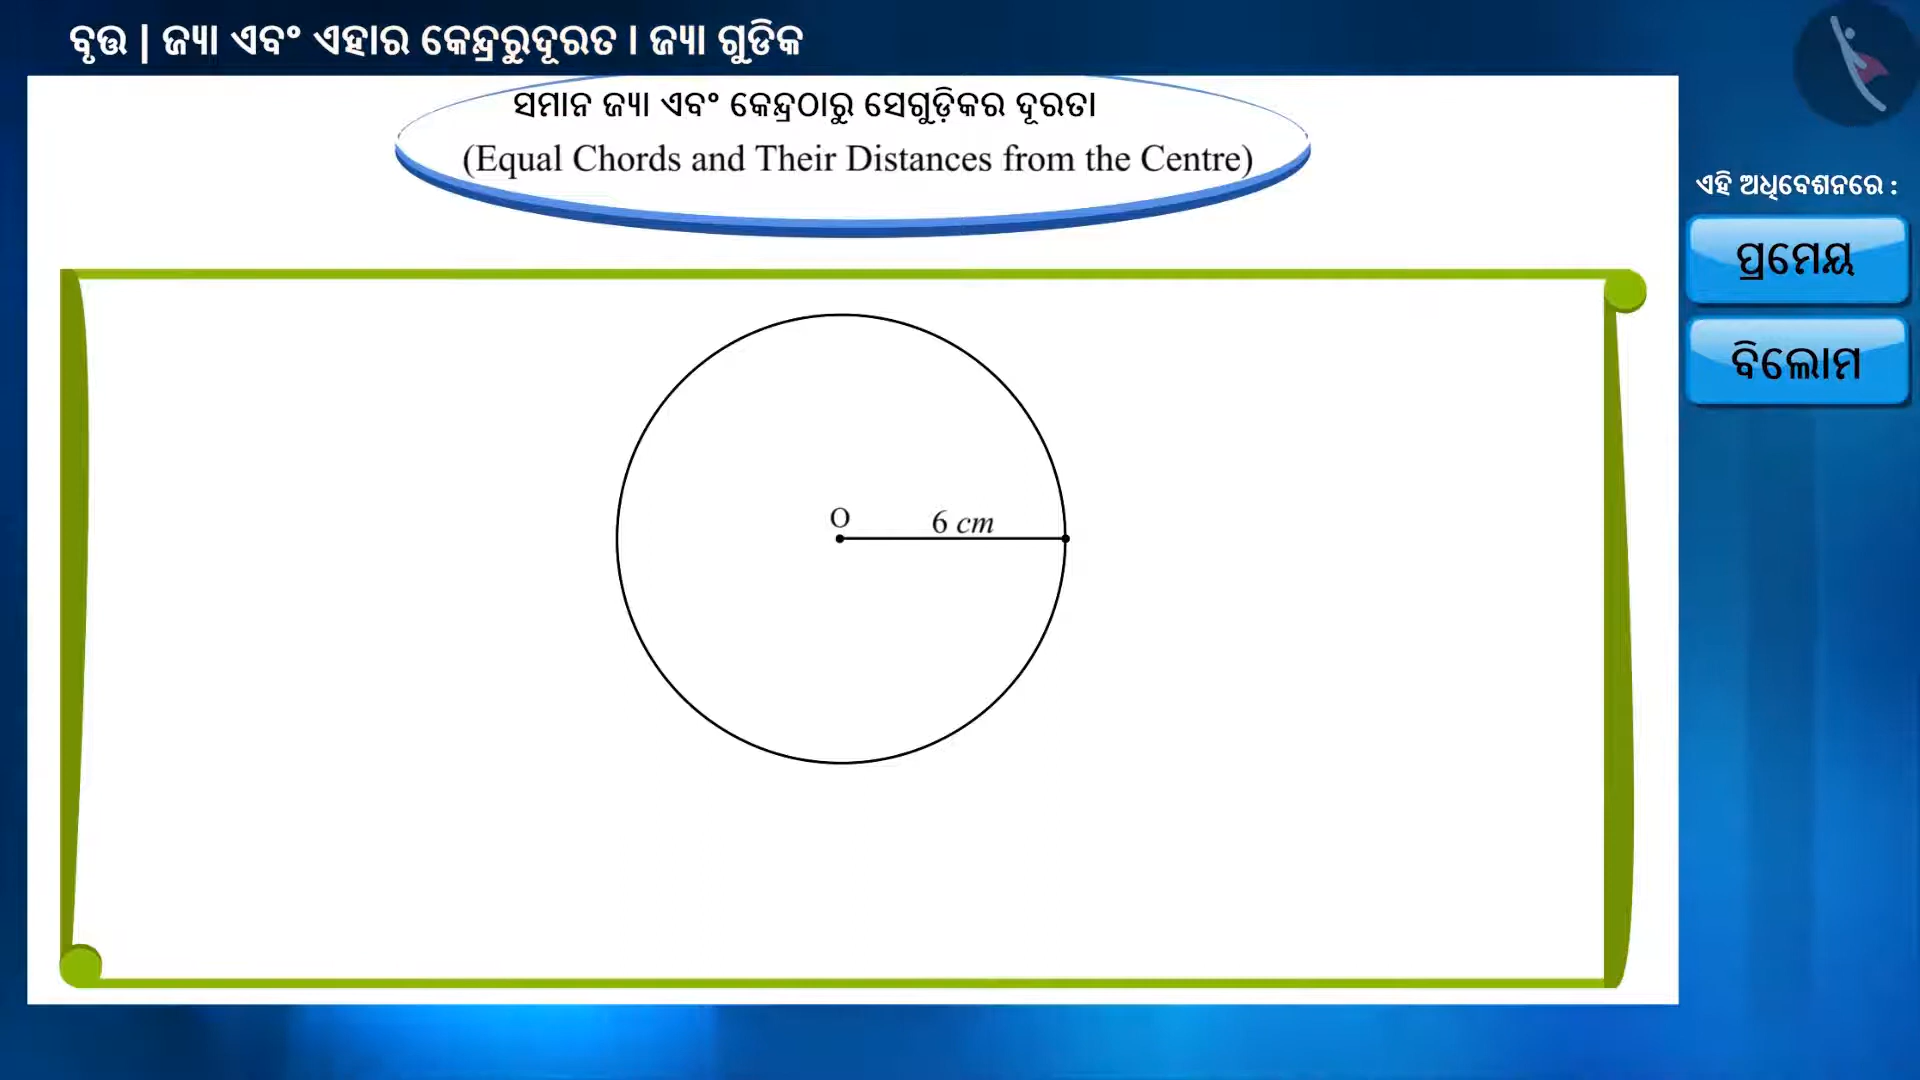 ବୃତ୍ତ | ଜ୍ୟା ଏବଂ ଏହାର କେନ୍ଦ୍ରରୁଦୂରତ । ଜ୍ୟା ଗୁଡିକ
ସମାନ ଜ୍ୟା ଏବଂ କେନ୍ଦ୍ରଠାରୁ ସେଗୁଡ଼ିକର ଦୂରତା
(Equal Chords and Their Distances from the Centre)
ଏହି ଅଧିବେଶନରେ :
ପ୍ରମେୟ
ବିଲୋମ
O
6 cm